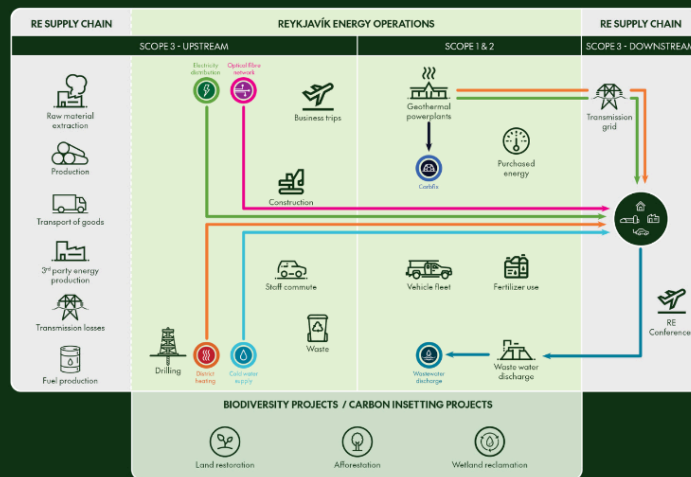 RE SUPPLY CHAIN
REYKJAVÍK ENERGY OPERATIONS
RE SUPPLY CHAIN
SCOPE 3 - UPSTREAM
SCOPE 1 & 2
SCOPE 3 - DOWNSTREAM
Raw material
extraction
Production
Transport of goods
3rd party energy
production
Transmission losses
Fuel production
Electricity
distribution
Optical fibre
network
Business trips
Construction
Staff commute
Waste
Drilling
District
heating
Cold water
supply
Geothermal
powerplants
Carbfix
Purchased
energy
Vehicle fleet
Fertilizer use
Wastewater
discharge
Waste water
discharge
Transmission
grid
RE
Conference
BIODIVERSITY PROJECTS / CARBON INSETTING PROJECTS
Land restoration
Afforestation
Wetland reclamation